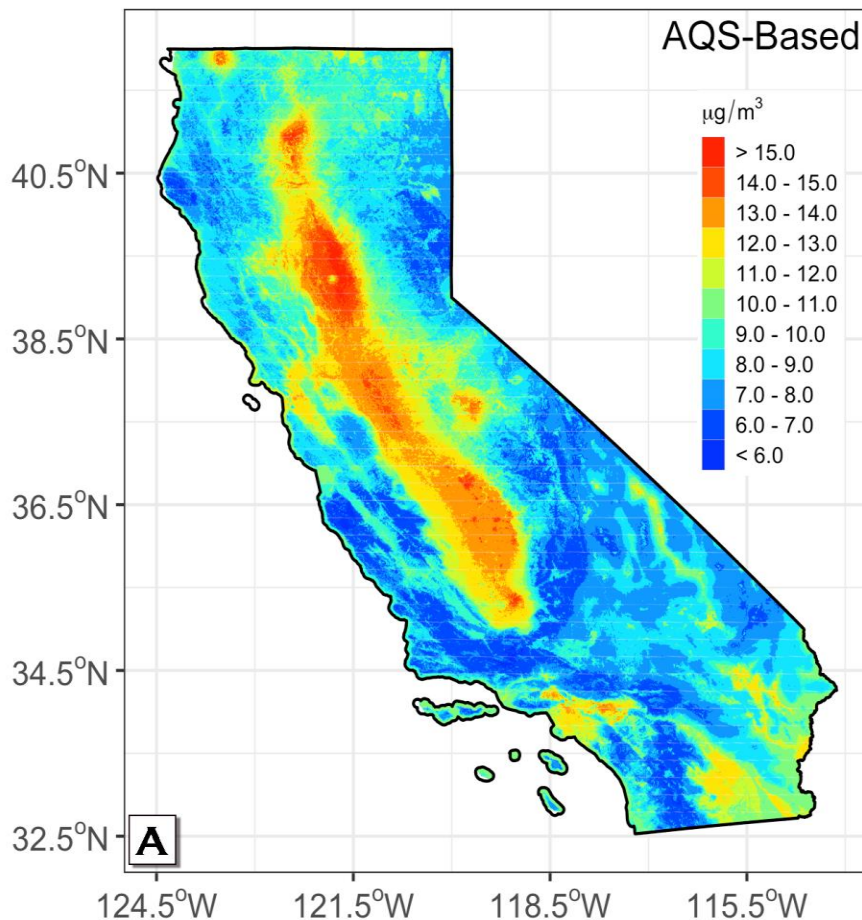 AQS-Based
µg/m³
> 15.0
14.0 - 15.0
13.0 - 14.0
12.0 - 13.0
11.0 - 12.0
10.0 - 11.0
9.0 - 10.0
8.0 - 9.0
7.0 - 8.0
6.0 - 7.0
< 6.0
40.5°N
38.5°N
36.5°N
34.5°N
32.5°N
A
124.5°W 121.5°W 118.5°W 115.5°W